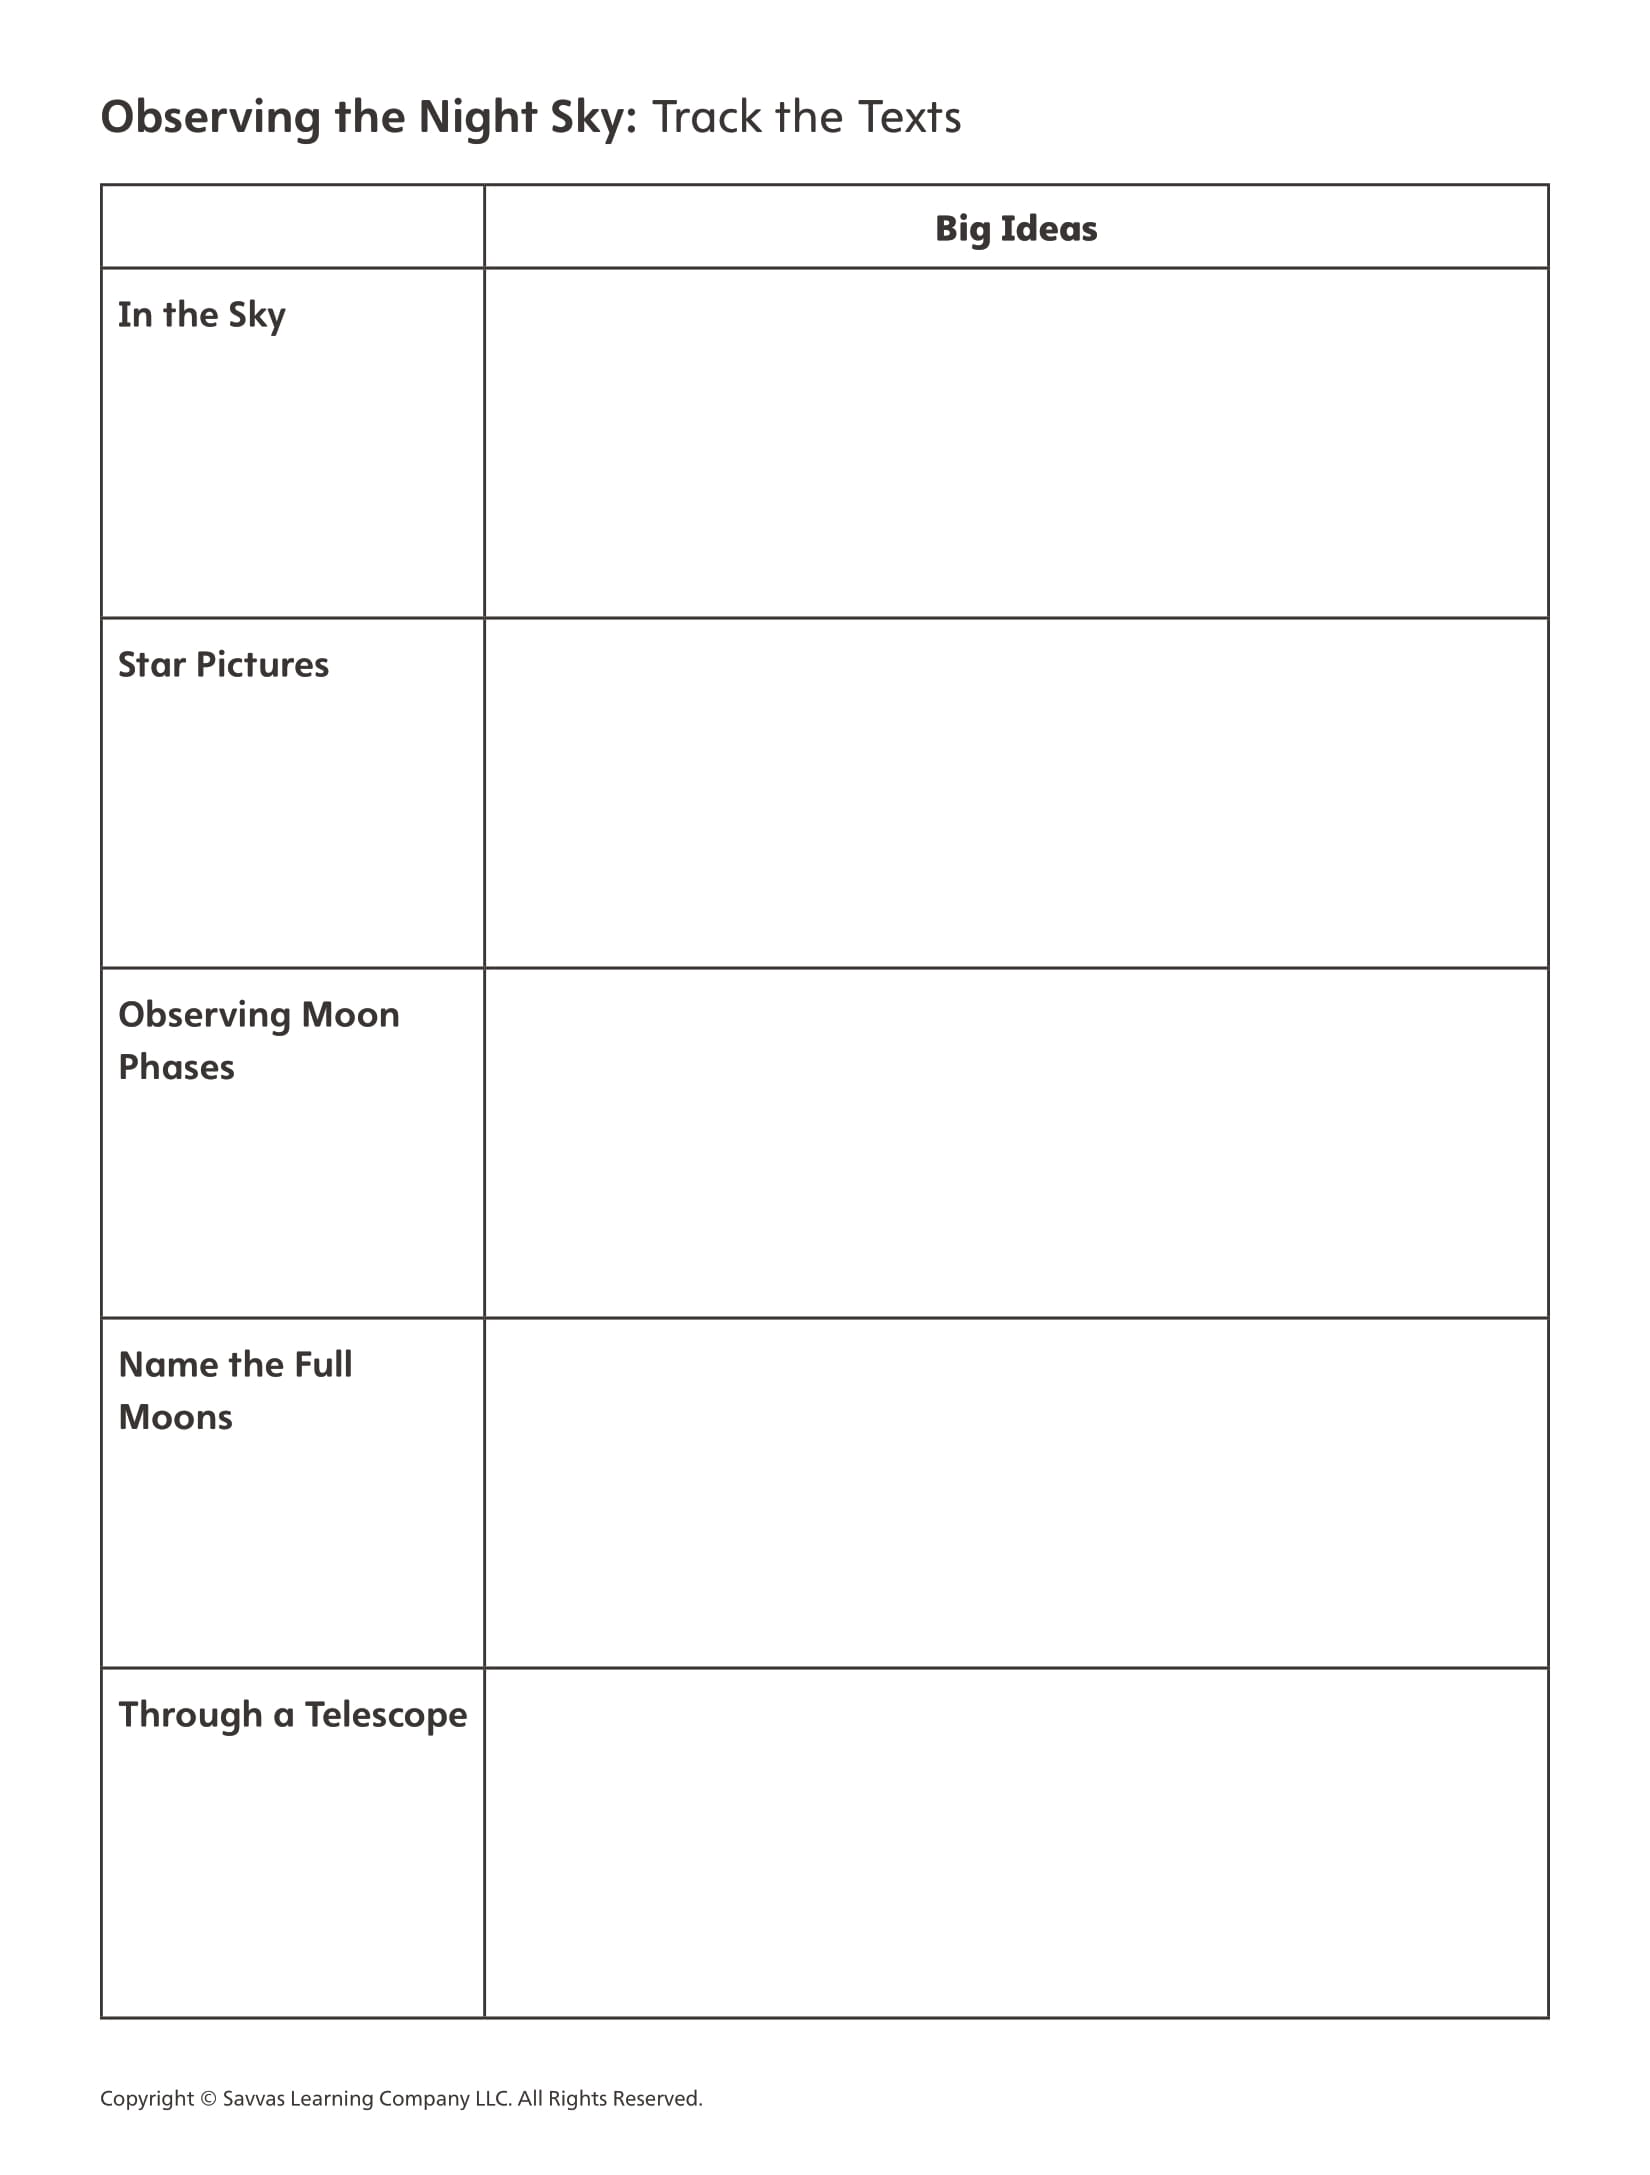 Observing the Night Sky: Track the Texts
Big Ideas
In the Sky
Star Pictures
Observing Moon
Phases
Name the Full
Moons
Through a Telescope
Copyright © Savvas Learning Company LLC. All Rights Reserved.